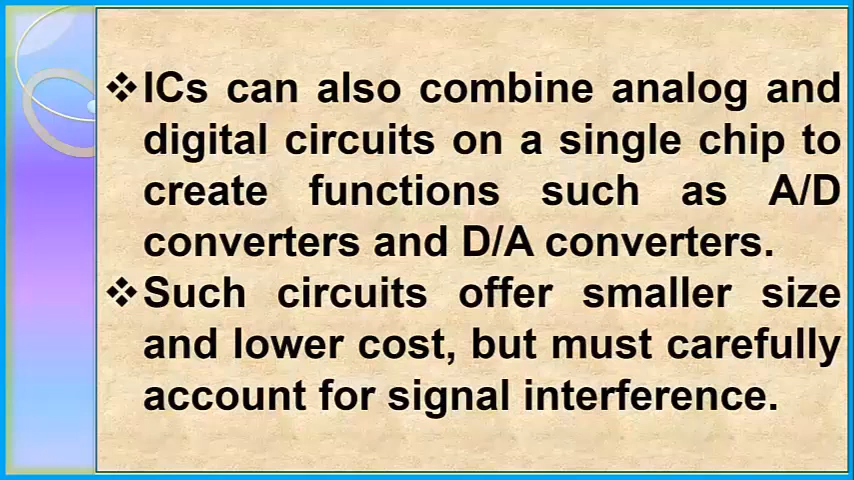 ❖ICs can also combine analog and
digital circuits on a single chip to
create functions such as A/D
converters and D/A converters.
❖Such circuits offer smaller size
and lower cost, but must carefully
account for signal interference.